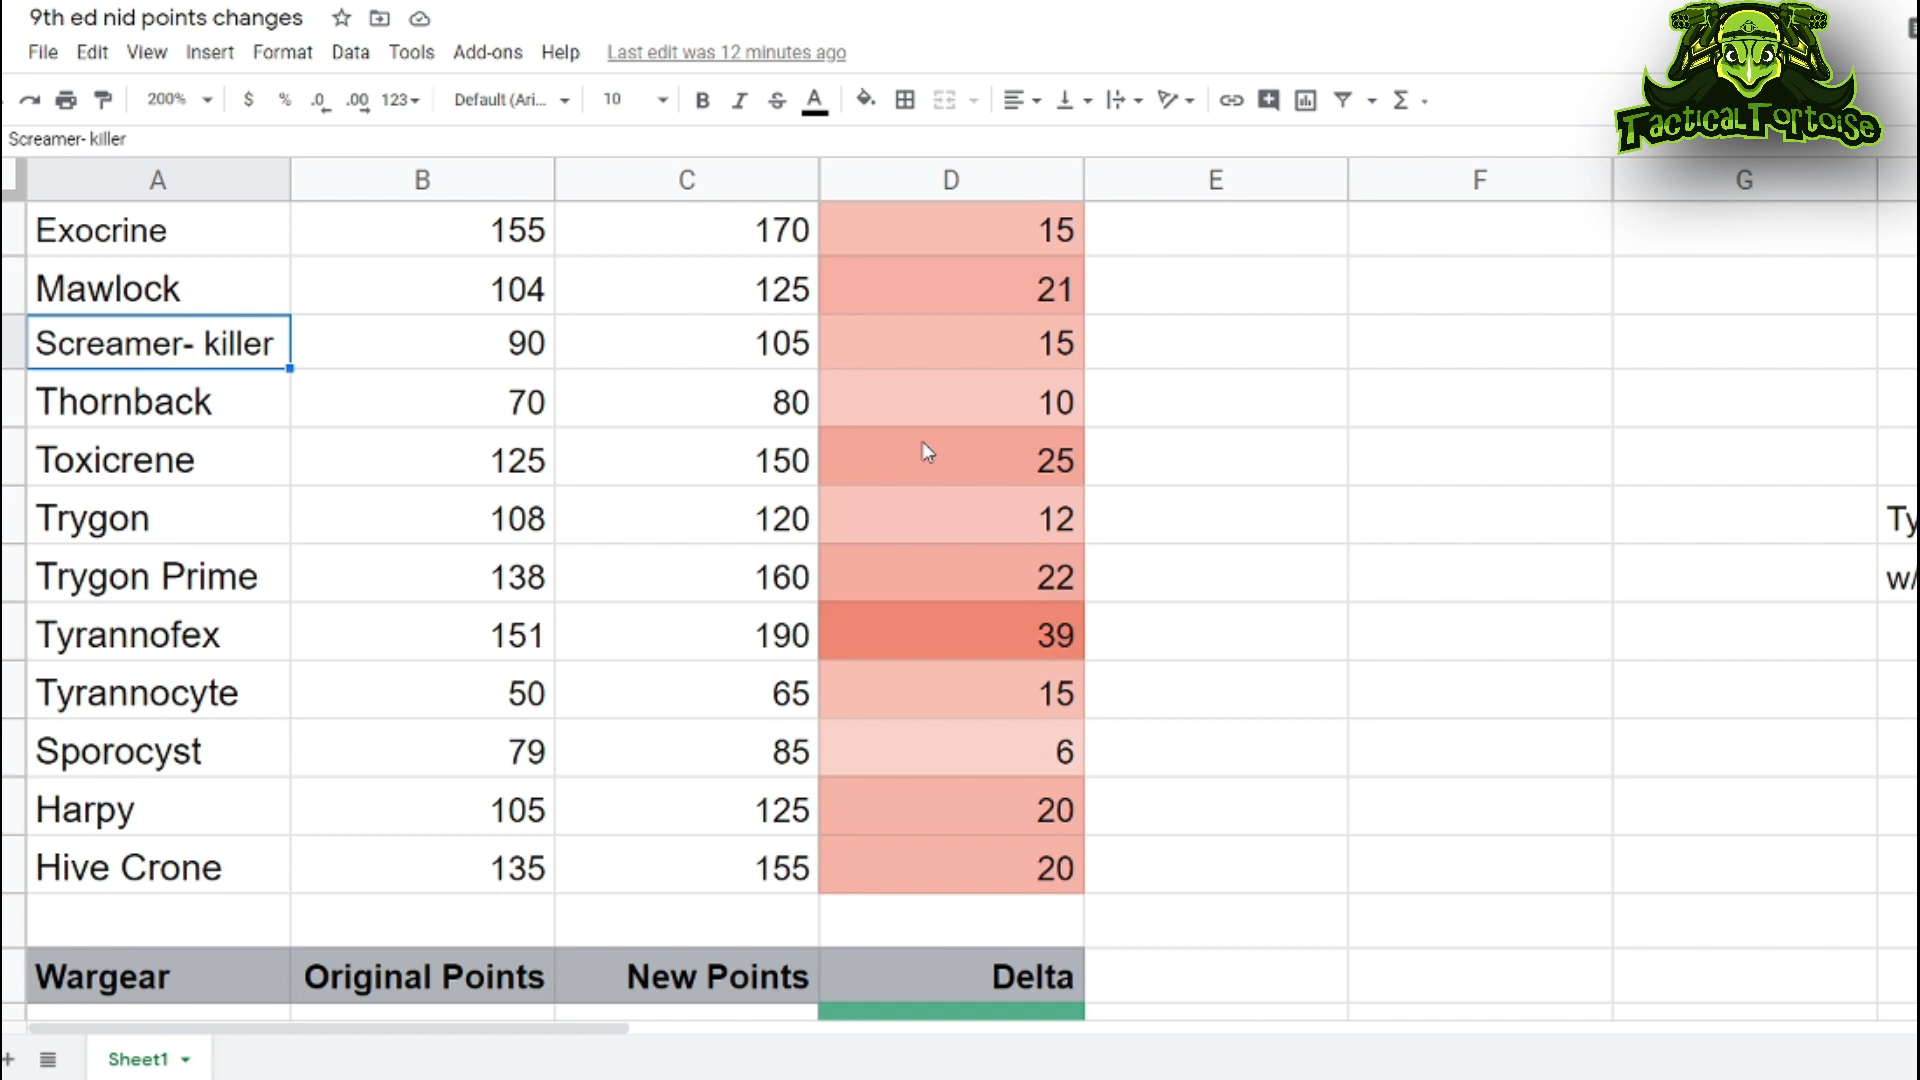 9th ed nid points changes
File Edit View Insert Format Data Tools Add-ons Help Last edit was 12 minutes ago
200% $ % .0 .00 123 Default (Ari... 10 B I S A Σ
TacticalTortoise
Screamer- killer
A B C D E F G
Exocrine 155 170 15
Mawlock 104 125 21
Screamer- killer 90 105 15
Thornback 70 80 10
Toxicrene 125 150 25
Trygon 108 120 12 Ty
Trygon Prime 138 160 22 w/
Tyrannofex 151 190 39
Tyrannocyte 50 65 15
Sporocyst 79 85 6
Harpy 105 125 20
Hive Crone 135 155 20
Wargear Original Points New Points Delta
Sheet1